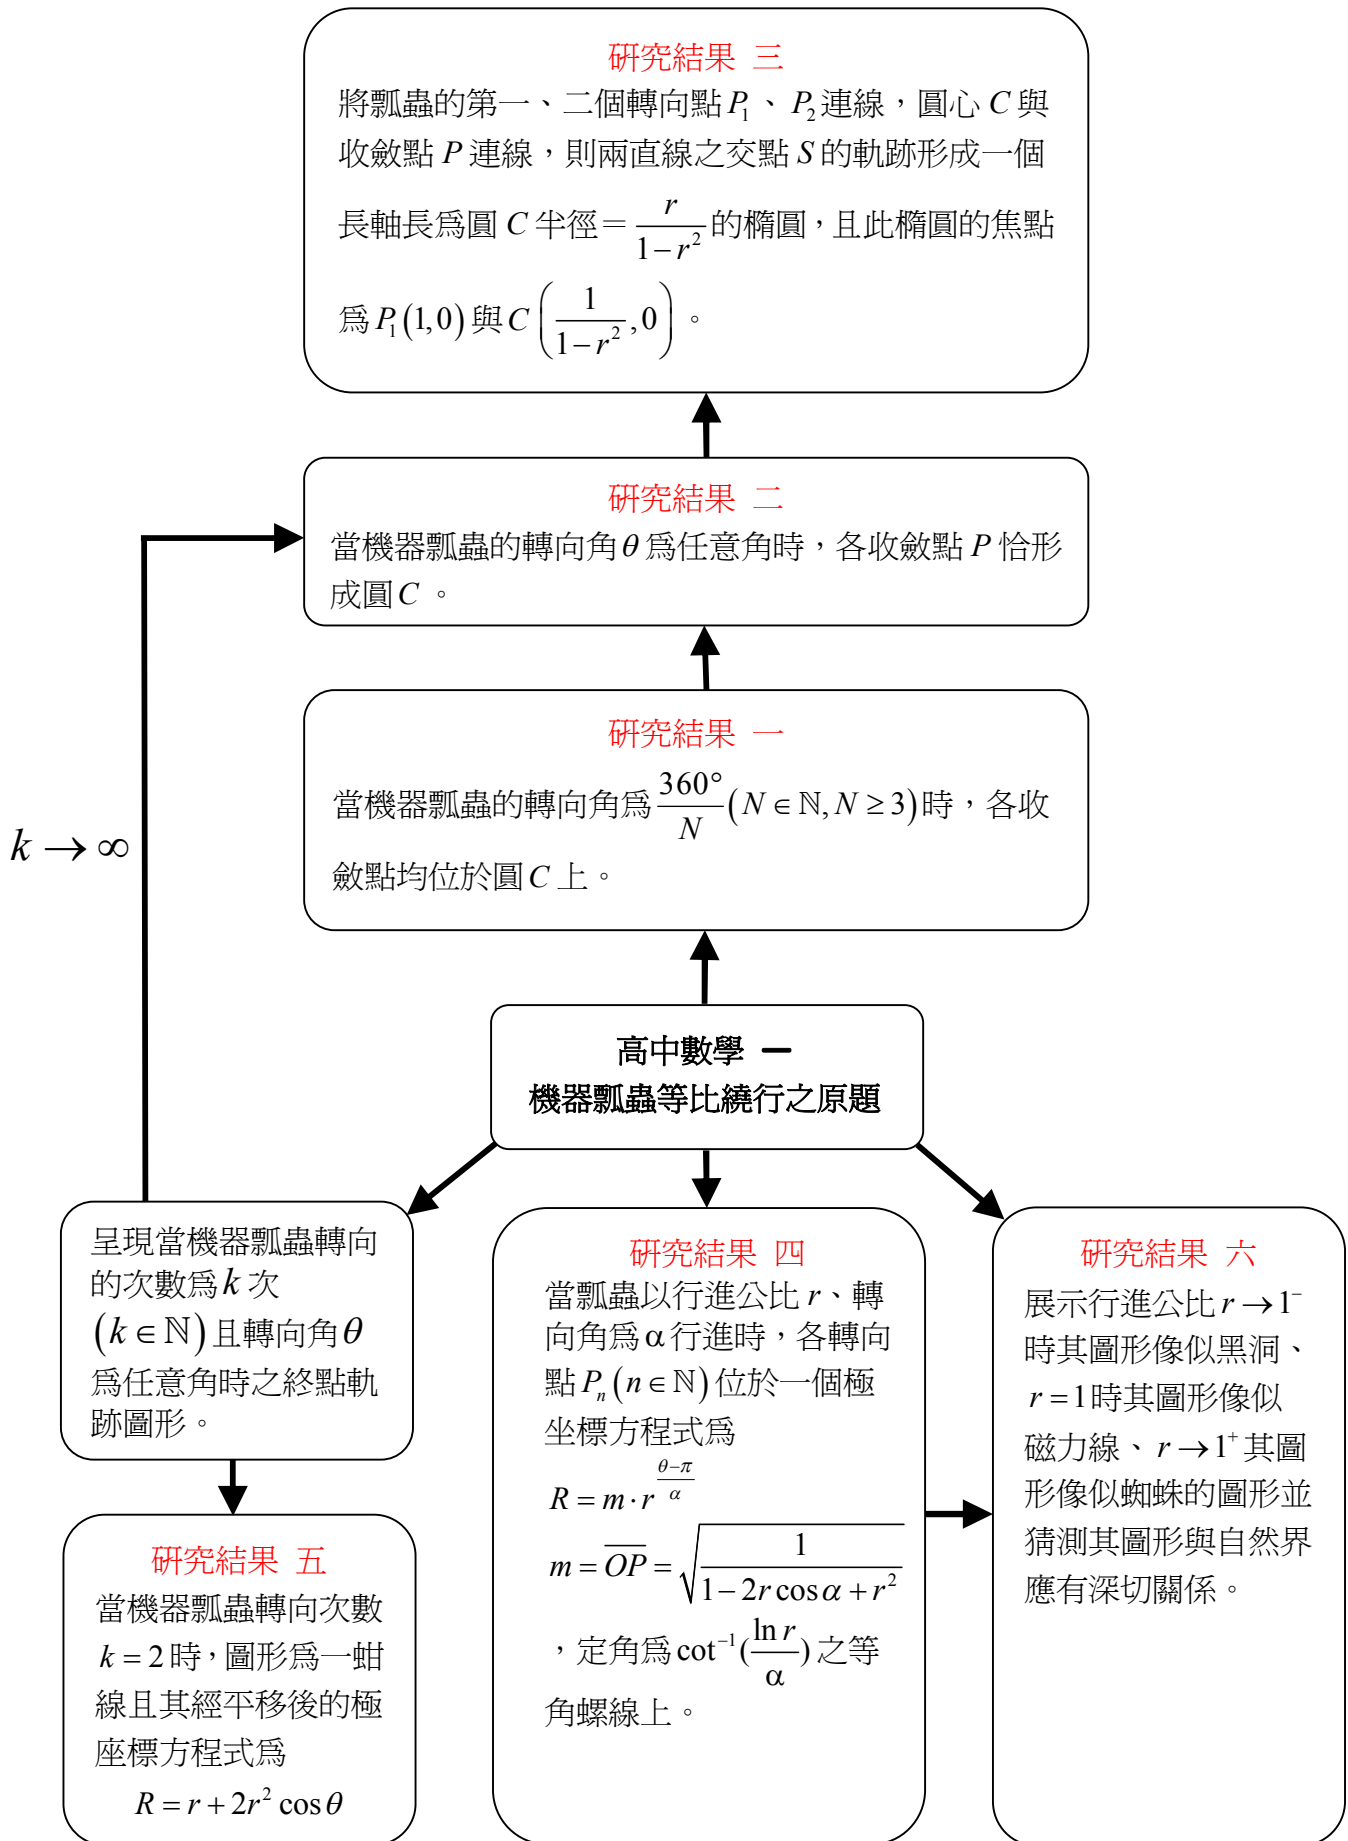 研究結果 三
將瓢蟲的第一、二個轉向點 P₁、P₂ 連線，圓心 C 與
收斂點 P 連線，則兩直線之交點 S 的軌跡形成一個
長軸長為圓 C 半徑＝\frac{r}{1-r^2} 的橢圓，且此橢圓的焦點
為 P₁(1,0) 與 C(\frac{1}{1-r^2},0)。
研究結果 二
當機器瓢蟲的轉向角 θ 為任意角時，各收斂點 P 恰形
成圓 C。
研究結果 一
當機器瓢蟲的轉向角為 \frac{360°}{N}(N∈ℕ, N≥3) 時，各收
斂點均位於圓 C 上。
k→∞
高中數學 —
機器瓢蟲等比繞行之原題
呈現當機器瓢蟲轉向
的次數為 k 次
(k∈ℕ) 且轉向角 θ
為任意角時之終點軌
跡圖形。
研究結果 五
當機器瓢蟲轉向次數
k=2 時，圖形為一蚶
線且其經平移後的極
座標方程式為
R=r+2r² cosθ
研究結果 四
當瓢蟲以行進公比 r、轉
向角為 α 行進時，各轉向
點 Pₙ(n∈ℕ) 位於一個極
坐標方程式為
R=m·r^{\frac{θ-π}{α}}
m=\overline{OP}=\sqrt{\frac{1}{1-2r cosα+r^2}}
，定角為 cot⁻¹(\frac{ln r}{α}) 之等
角螺線上。
研究結果 六
展示行進公比 r→1⁻
時其圖形像似黑洞、
r=1 時其圖形像似
磁力線、r→1⁺ 其圖
形像似蜘蛛的圖形並
猜測其圖形與自然界
應有深切關係。